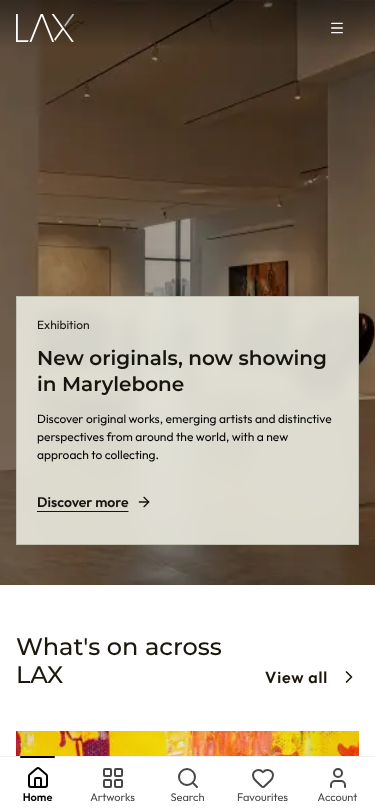 LAX
Exhibition
New originals, now showing
in Marylebone
Discover original works, emerging artists and distinctive
perspectives from around the world, with a new
approach to collecting.
Discover more
What's on across
LAX
View all
Home
Artworks
Search
Favourites
Account